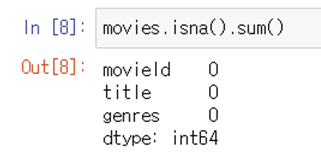 In [8]: movies.isna().sum()
Out[8]: movieId 0
title 0
genres 0
dtype: int64